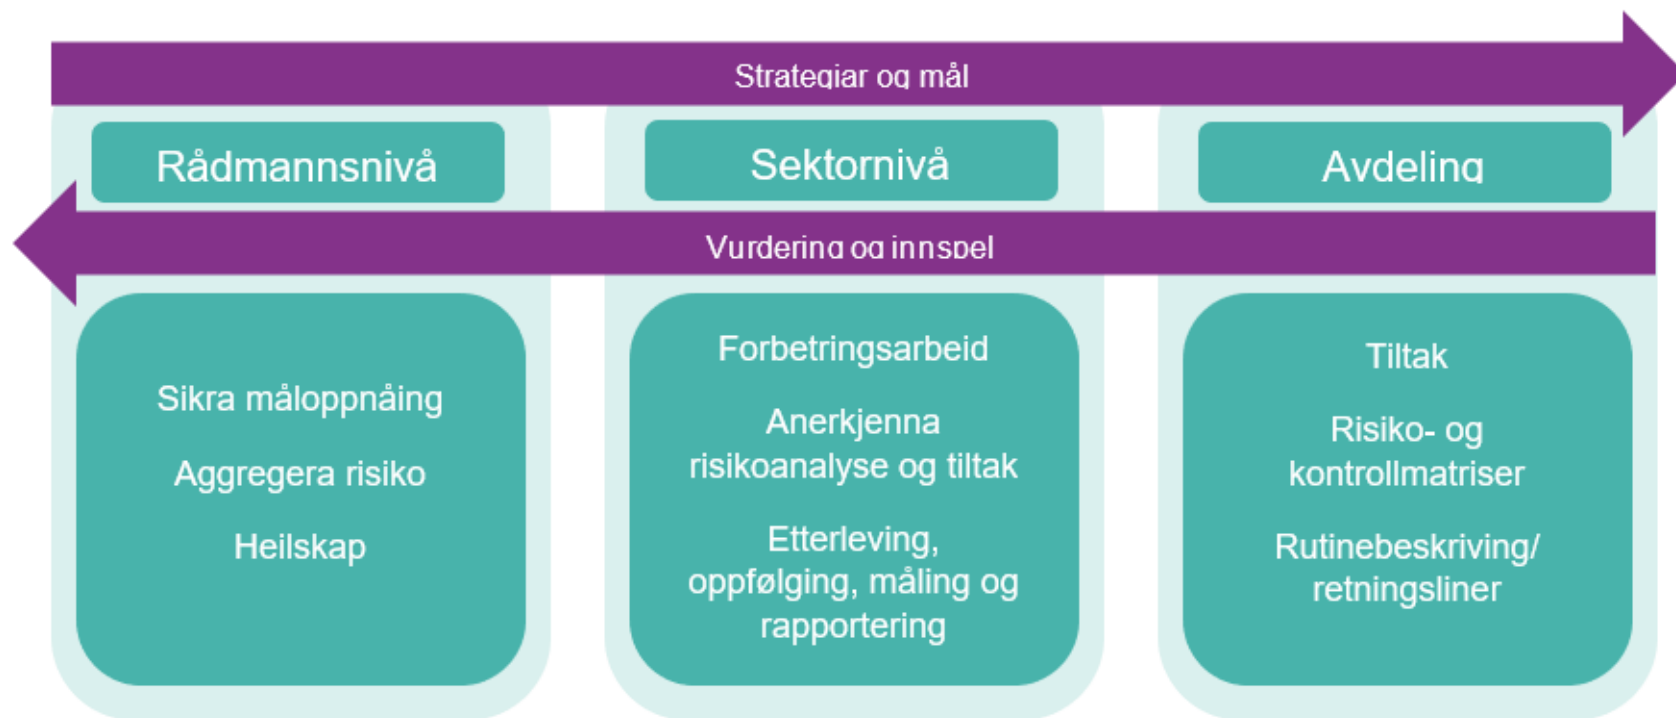 Strategiar og mål
Rådmannsnivå
Sektornivå
Avdeling
Vurdering og innspel
Sikra måloppnåing
Aggregera risiko
Heilskap
Forbetringsarbeid
Anerkjenna
risikoanalyse og tiltak
Etterleving,
oppfølging, måling og
rapportering
Tiltak
Risiko- og
kontrollmatriser
Rutinebeskriving/
retningsliner